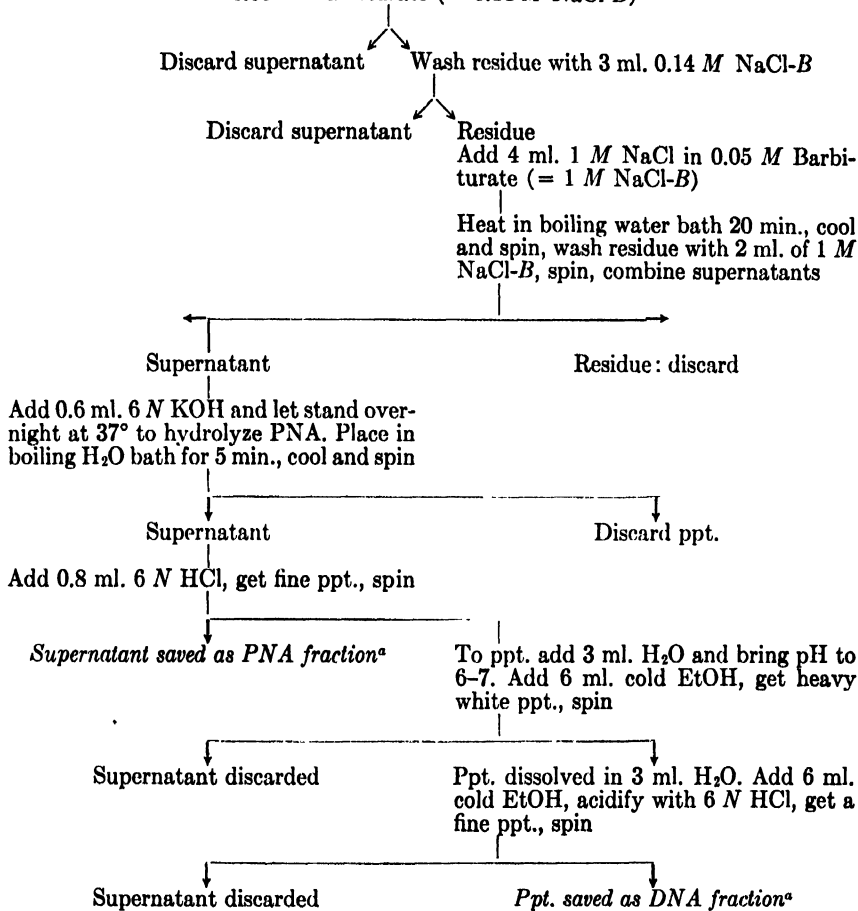 Discard supernatant Wash residue with 3 ml. 0.14 M NaCl-B
Discard supernatant Residue
Add 4 ml. 1 M NaCl in 0.05 M Barbi-
turate (= 1 M NaCl-B)
Heat in boiling water bath 20 min., cool
and spin, wash residue with 2 ml. of 1 M
NaCl-B, spin, combine supernatants
Supernatant Residue: discard
Add 0.6 ml. 6 N KOH and let stand over-
night at 37° to hydrolyze PNA. Place in
boiling H₂O bath for 5 min., cool and spin
Supernatant Discard ppt.
Add 0.8 ml. 6 N HCl, get fine ppt., spin
Supernatant saved as PNA fractionᵃ
To ppt. add 3 ml. H₂O and bring pH to
6–7. Add 6 ml. cold EtOH, get heavy
white ppt., spin
Supernatant discarded
Ppt. dissolved in 3 ml. H₂O. Add 6 ml.
cold EtOH, acidify with 6 N HCl, get a
fine ppt., spin
Supernatant discarded Ppt. saved as DNA fractionᵃ